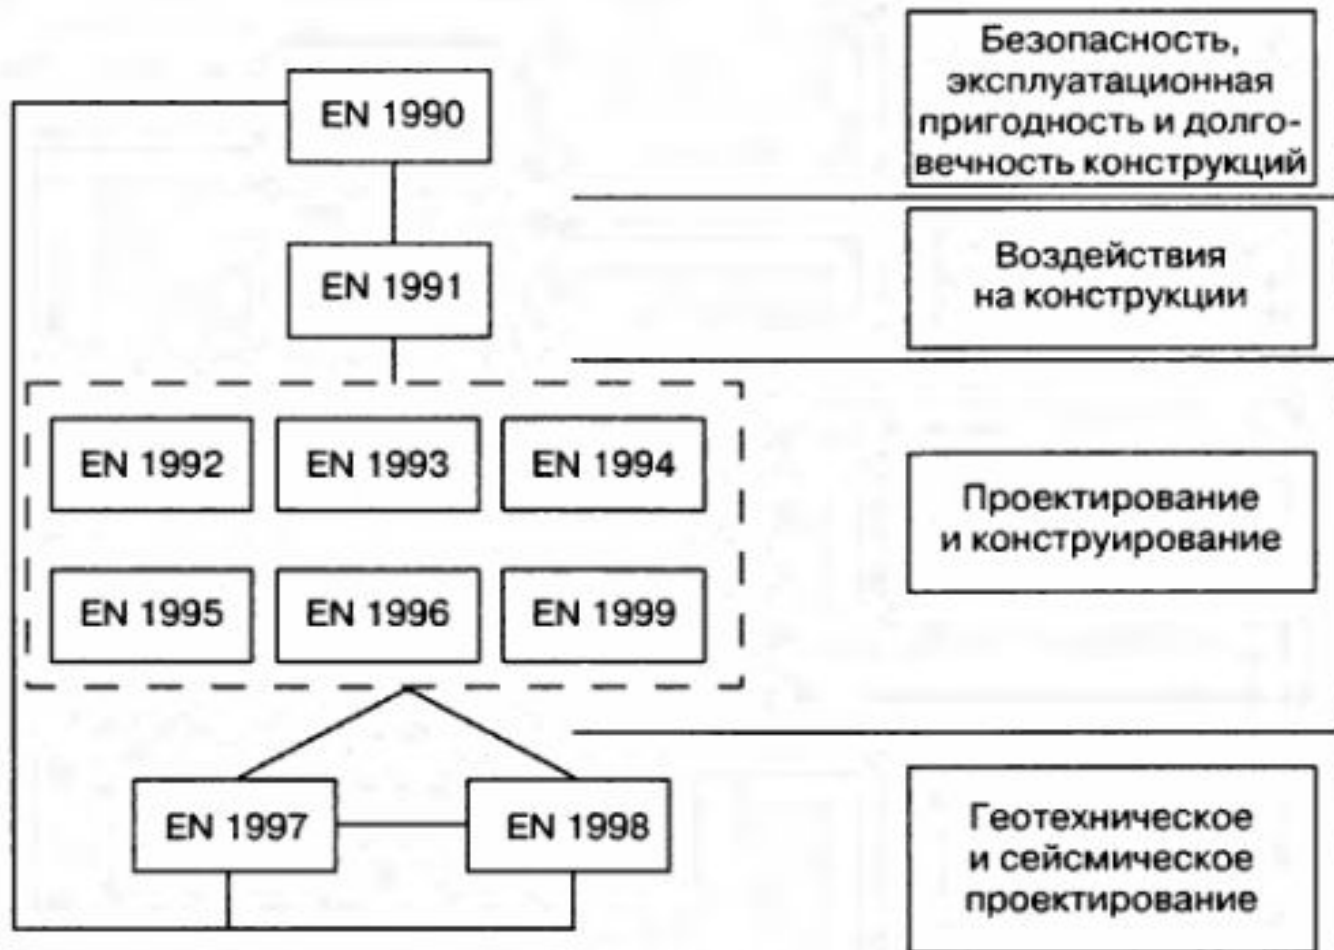 EN 1990
Безопасность,
эксплуатационная
пригодность и долго-
вечность конструкций
EN 1991
Воздействия
на конструкции
EN 1992
EN 1993
EN 1994
EN 1995
EN 1996
EN 1999
Проектирование
и конструирование
EN 1997
EN 1998
Геотехническое
и сейсмическое
проектирование